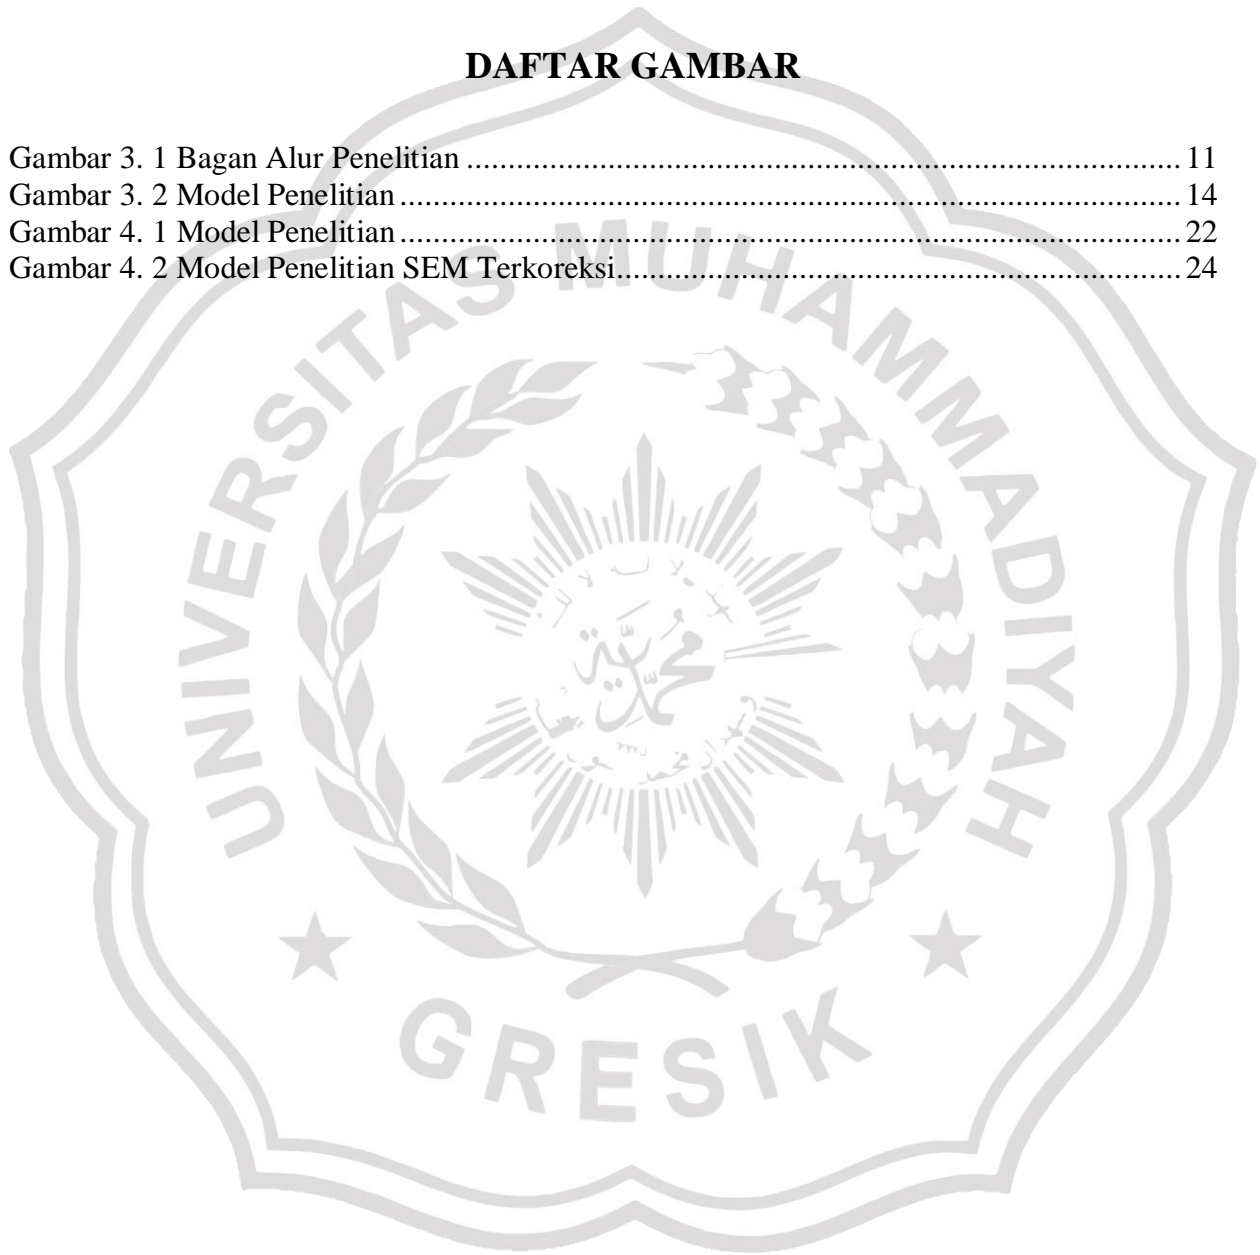 DAFTAR GAMBAR
Gambar 3. 1 Bagan Alur Penelitian ........................................................................................ 11
Gambar 3. 2 Model Penelitian ................................................................................................ 14
Gambar 4. 1 Model Penelitian ................................................................................................ 22
Gambar 4. 2 Model Penelitian SEM Terkoreksi..................................................................... 24
UNIVERSITAS MUHAMMADIYAH
محمدية
GRESIK